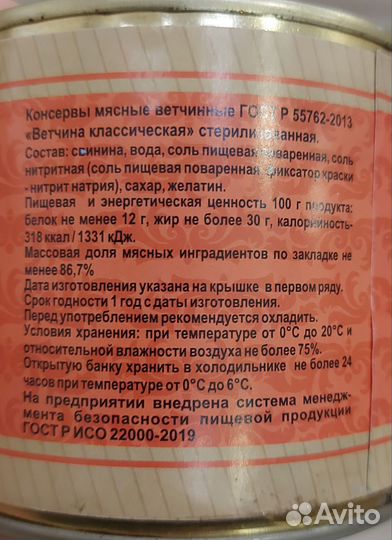 Консервы мясные ветчинные ГОСТ Р 55762-2013
«Ветчина классическая» стерилизованная.
Состав: свинина, вода, соль пищевая поваренная, соль
нитритная (соль пищевая поваренная, фиксатор краски
- нитрит натрия), сахар, желатин.
Пищевая и энергетическая ценность 100 г продукта:
белок не менее 12 г, жир не более 30 г, калорийность-
318 ккал / 1331 кДж.
Массовая доля мясных инградиентов по закладке не
менее 86,7%
Дата изготовления указана на крышке в первом ряду.
Срок годности 1 год с даты изготовления.
Перед употреблением рекомендуется охладить.
Условия хранения: при температуре от 0°С до 20°С и
относительной влажности воздуха не более 75%.
Открытую банку хранить в холодильнике не более 24
часов при температуре от 0°С до 6°С.
На предприятии внедрена система менедж-
мента безопасности пищевой продукции
ГОСТ Р ИСО 22000-2019
Avito